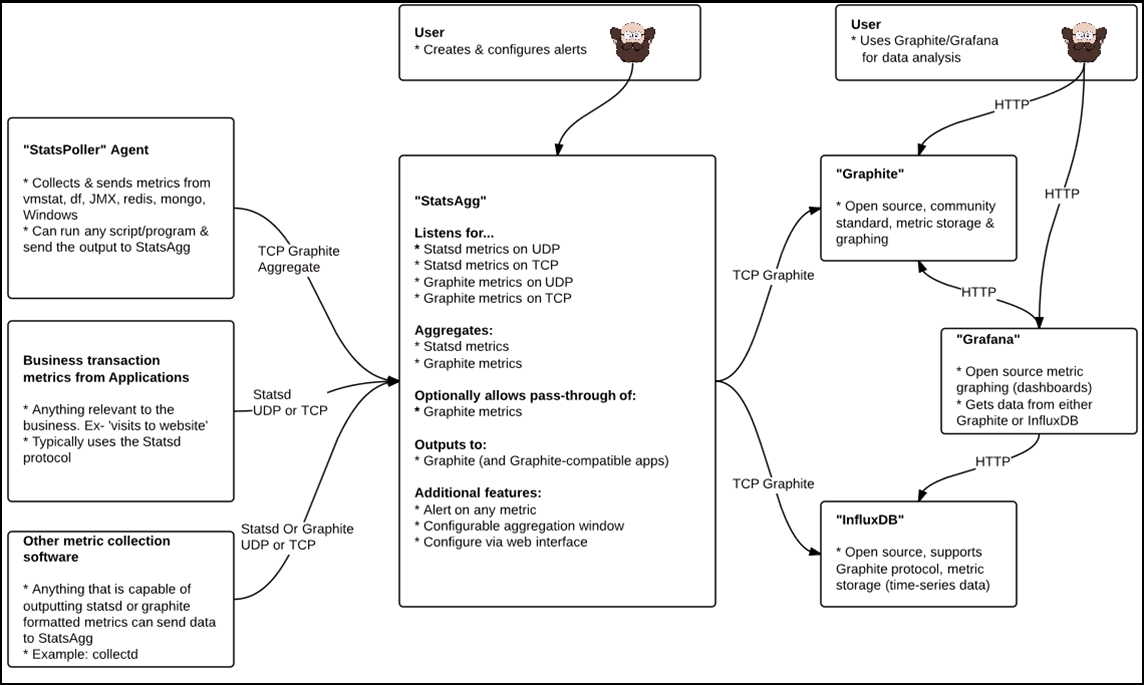 User
* Creates & configures alerts
User
* Uses Graphite/Grafana
for data analysis
HTTP
HTTP
"StatsPoller" Agent
* Collects & sends metrics from
vmstat, df, JMX, redis, mongo,
Windows
* Can run any script/program &
send the output to StatsAgg
TCP Graphite
Aggregate
Business transaction
metrics from Applications
* Anything relevant to the
business. Ex- 'visits to website'
* Typically uses the Statsd
protocol
Statsd
UDP or TCP
Other metric collection
software
* Anything that is capable of
outputting statsd or graphite
formatted metrics can send data
to StatsAgg
* Example: collectd
Statsd Or Graphite
UDP or TCP
"StatsAgg"
Listens for...
* Statsd metrics on UDP
* Statsd metrics on TCP
* Graphite metrics on UDP
* Graphite metrics on TCP
Aggregates:
* Statsd metrics
* Graphite metrics
Optionally allows pass-through of:
* Graphite metrics
Outputs to:
* Graphite (and Graphite-compatible apps)
Additional features:
* Alert on any metric
* Configurable aggregation window
* Configure via web interface
TCP Graphite
TCP Graphite
"Graphite"
* Open source, community
standard, metric storage &
graphing
HTTP
"Grafana"
* Open source metric
graphing (dashboards)
* Gets data from either
Graphite or InfluxDB
HTTP
"InfluxDB"
* Open source, supports
Graphite protocol, metric
storage (time-series data)